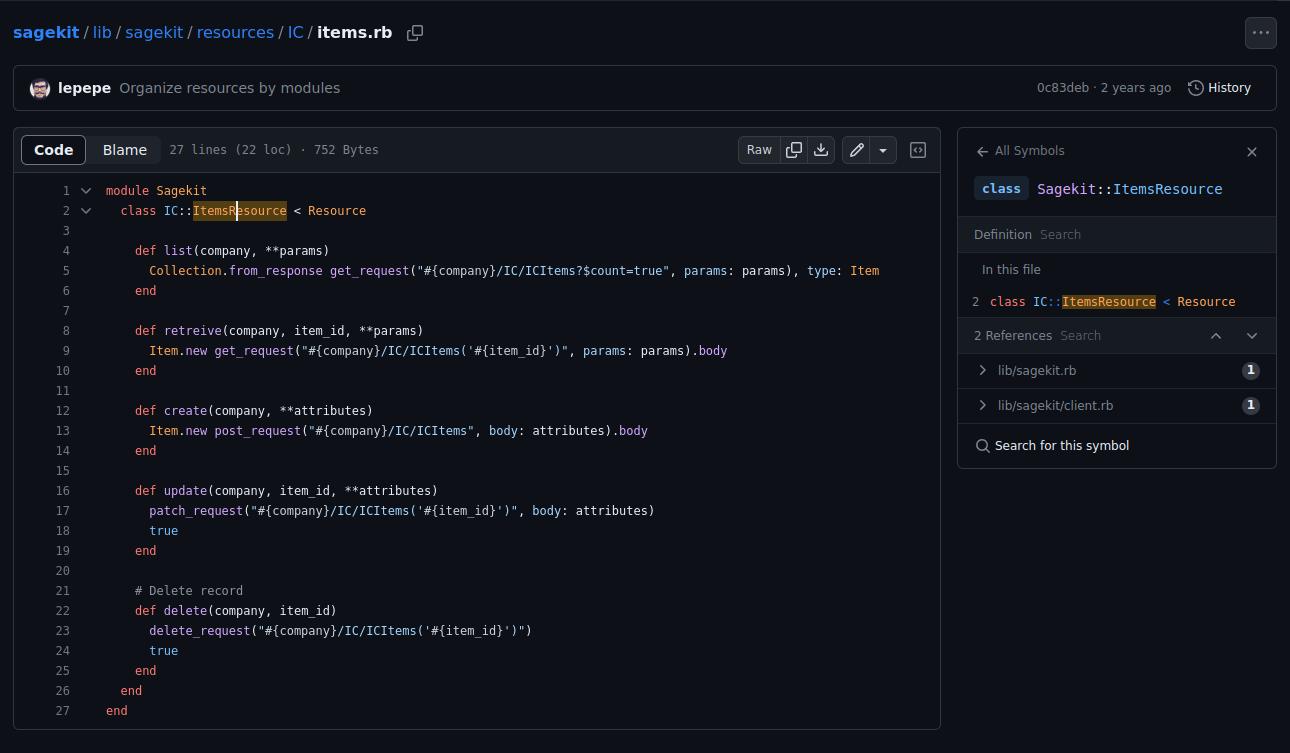 sagekit / lib / sagekit / resources / IC / items.rb
lepepe Organize resources by modules
0c83deb · 2 years ago History
Code Blame 27 lines (22 loc) · 752 Bytes Raw
1 module Sagekit
2 class IC::ItemsResource < Resource
3
4 def list(company, **params)
5 Collection.from_response get_request("#{company}/IC/ICItems?$count=true", params: params), type: Item
6 end
7
8 def retreive(company, item_id, **params)
9 Item.new get_request("#{company}/IC/ICItems('#{item_id}')", params: params).body
10 end
11
12 def create(company, **attributes)
13 Item.new post_request("#{company}/IC/ICItems", body: attributes).body
14 end
15
16 def update(company, item_id, **attributes)
17 patch_request("#{company}/IC/ICItems('#{item_id}')", body: attributes)
18 true
19 end
20
21 # Delete record
22 def delete(company, item_id)
23 delete_request("#{company}/IC/ICItems('#{item_id}')")
24 true
25 end
26 end
27 end
All Symbols
class Sagekit::ItemsResource
Definition Search
In this file
2 class IC::ItemsResource < Resource
2 References Search
lib/sagekit.rb 1
lib/sagekit/client.rb 1
Search for this symbol